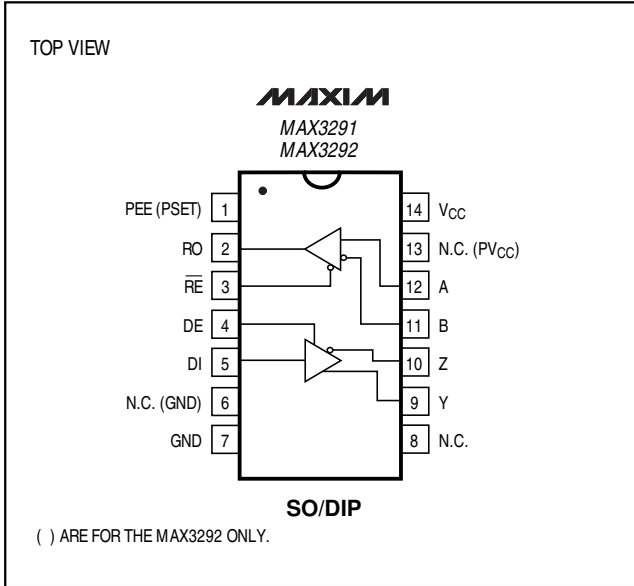 TOP VIEW
MAXIM
MAX3291
MAX3292
PEE (PSET) 1
RO 2
R̅E̅ 3
DE 4
DI 5
N.C. (GND) 6
GND 7
14 VCC
13 N.C. (PVCC)
12 A
11 B
10 Z
9 Y
8 N.C.
SO/DIP
( ) ARE FOR THE MAX3292 ONLY.